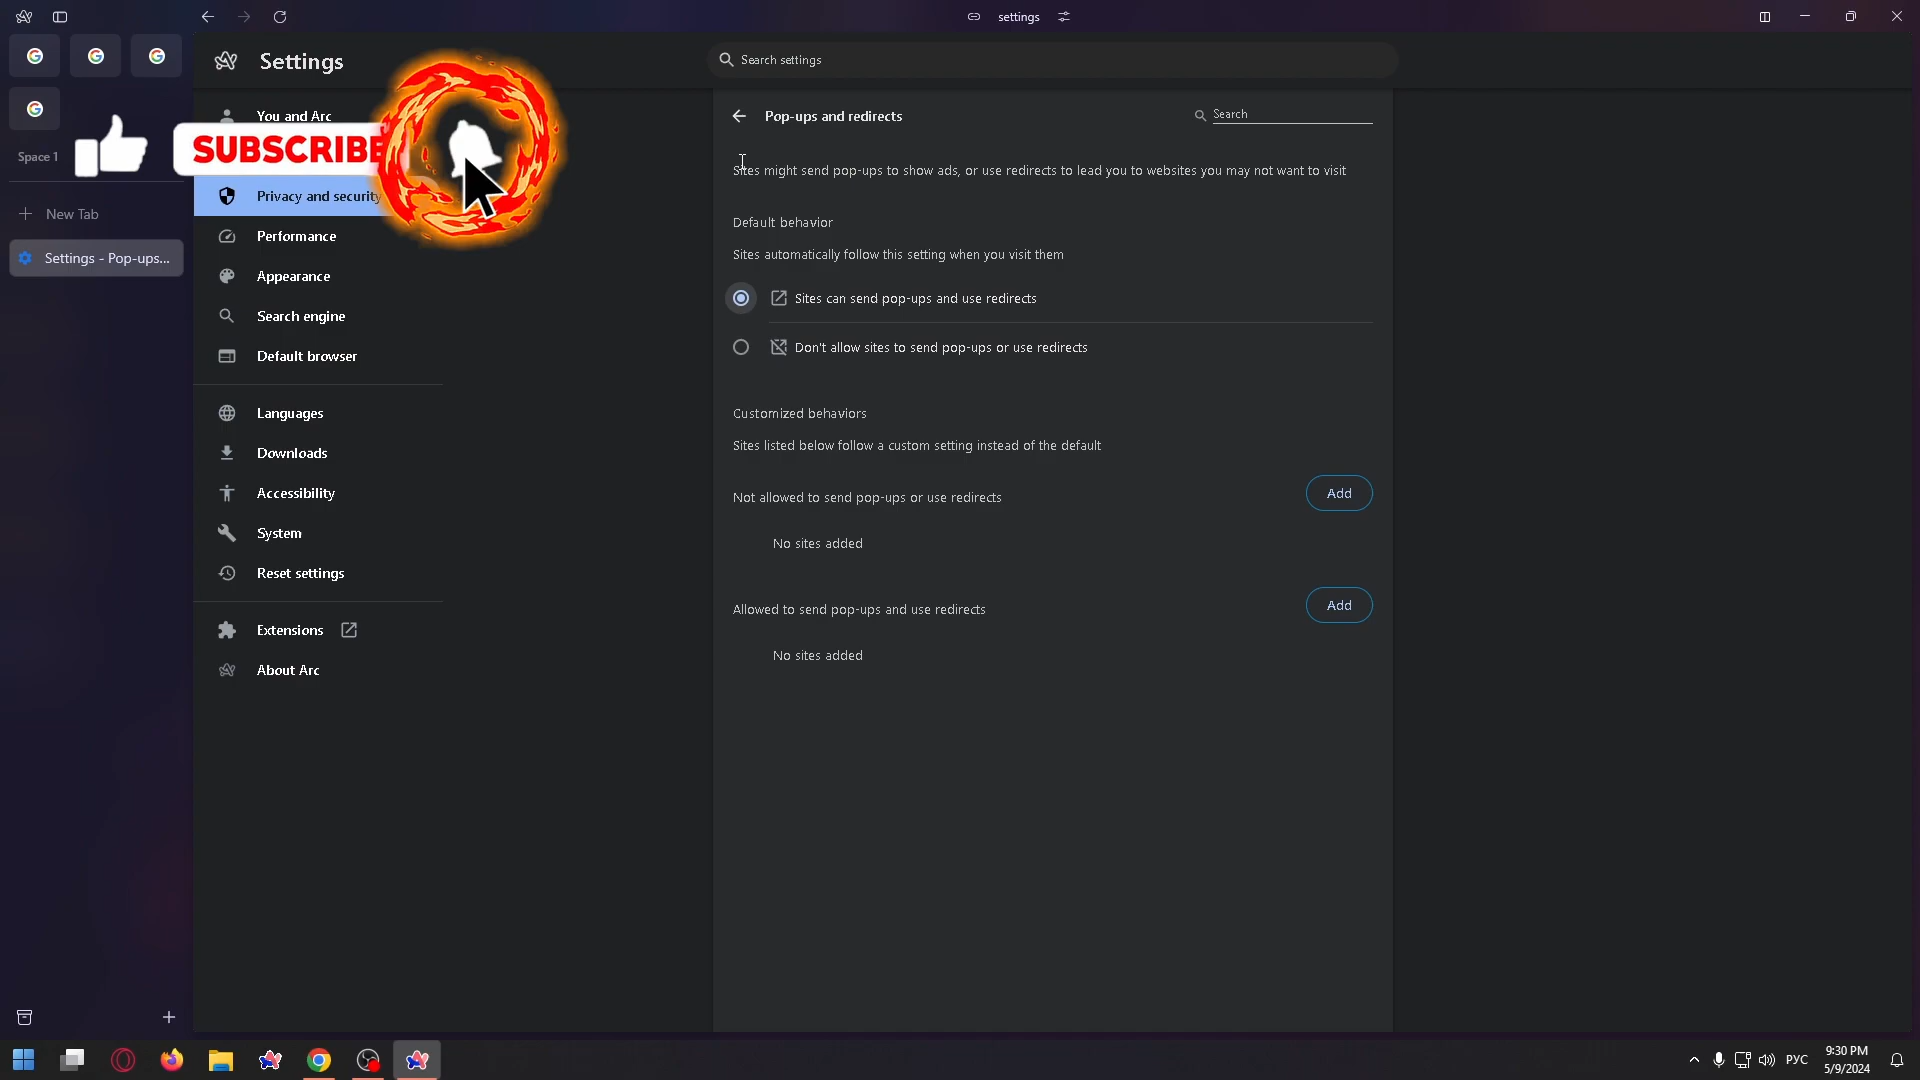 settings
Settings
Search settings
You and Arc
SUBSCRIBE
Space 1
Privacy and security
New Tab
Settings - Pop-ups...
Performance
Appearance
Search engine
Default browser
Languages
Downloads
Accessibility
System
Reset settings
Extensions
About Arc
Pop-ups and redirects
Search
Sites might send pop-ups to show ads, or use redirects to lead you to websites you may not want to visit
Default behavior
Sites automatically follow this setting when you visit them
Sites can send pop-ups and use redirects
Don't allow sites to send pop-ups or use redirects
Customized behaviors
Sites listed below follow a custom setting instead of the default
Not allowed to send pop-ups or use redirects
Add
No sites added
Allowed to send pop-ups and use redirects
Add
No sites added
РУС
9:30 PM
5/9/2024